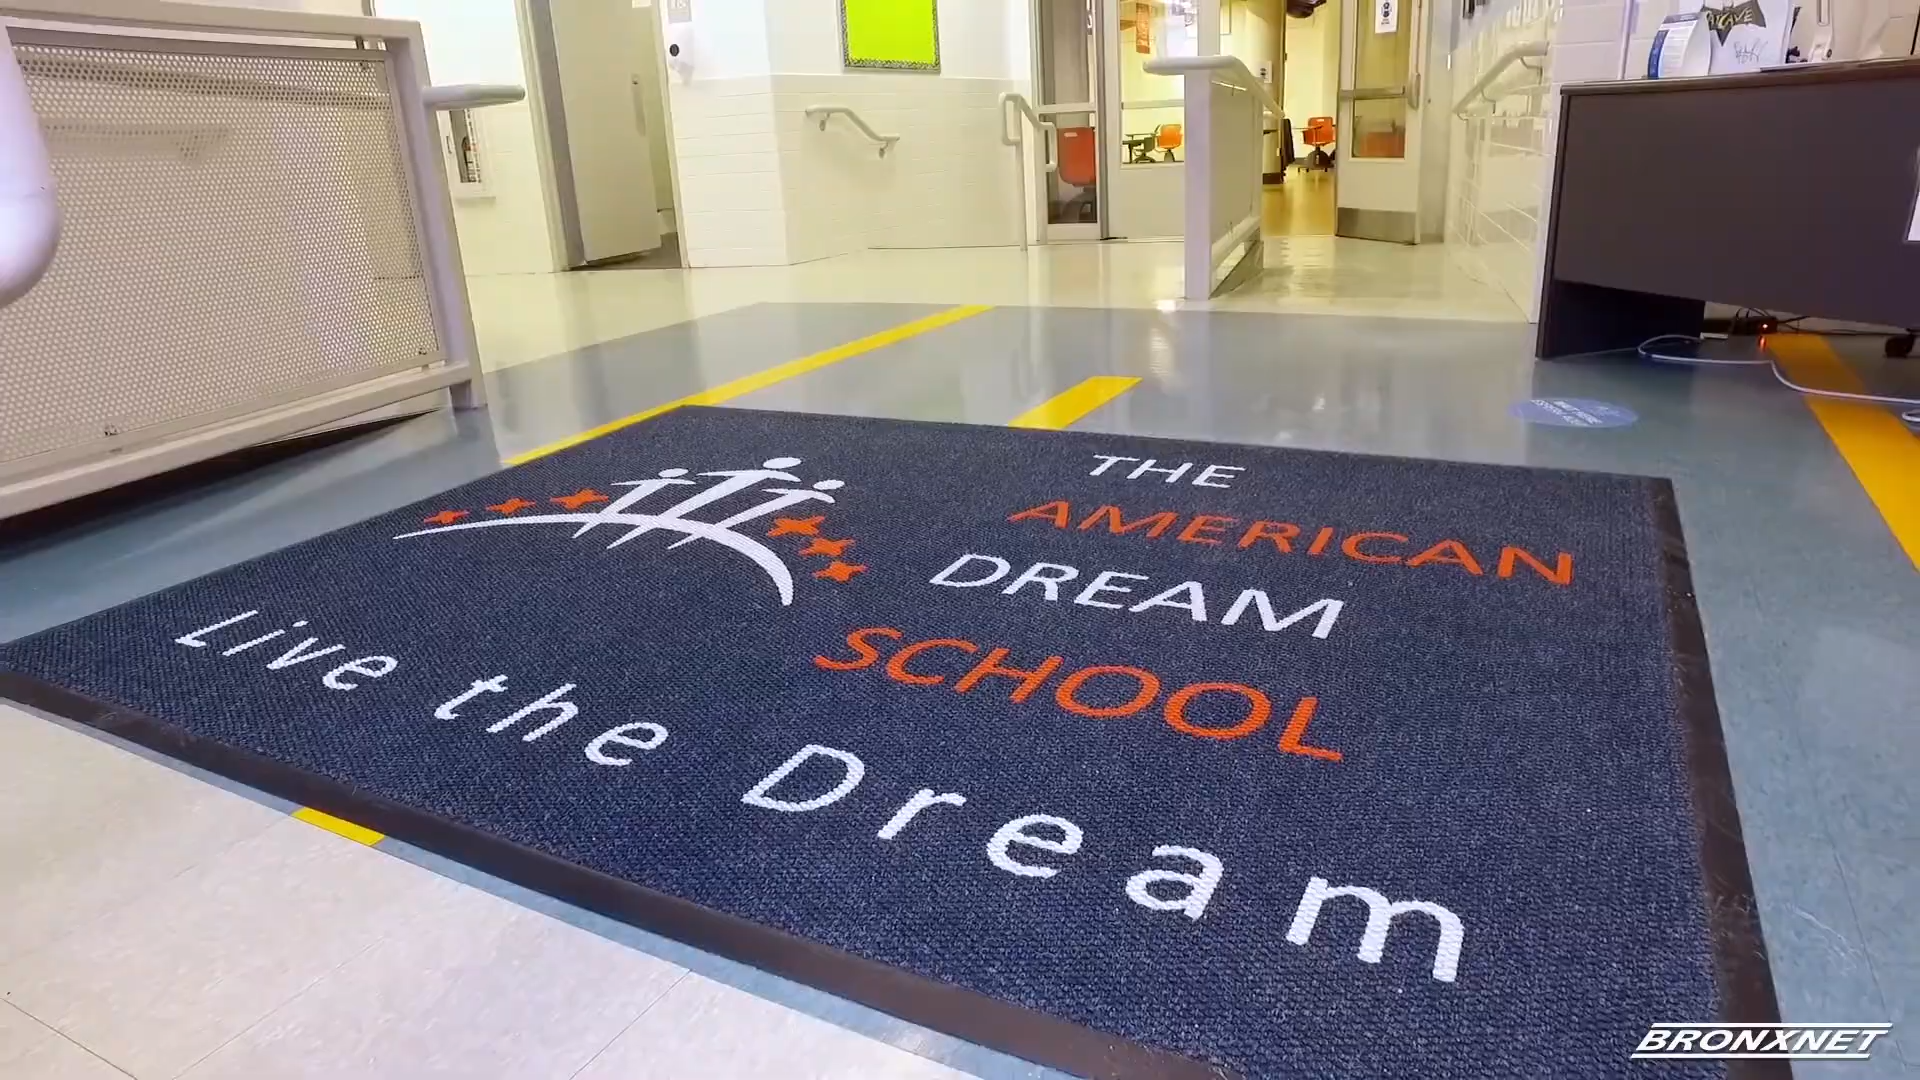 THE
AMERICAN
DREAM
SCHOOL
Live the Dream
BRONXNET